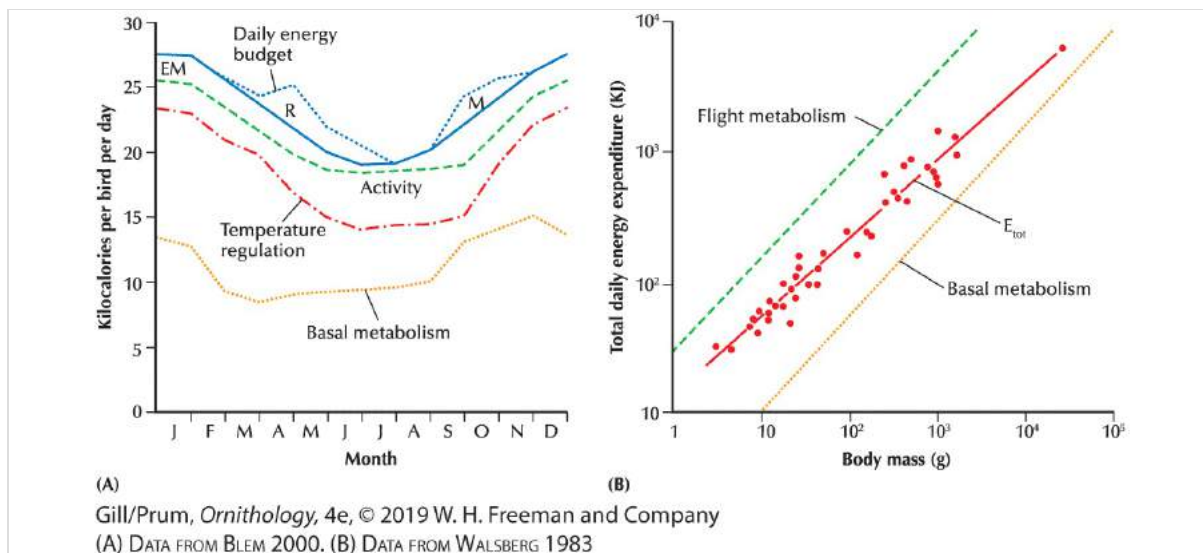 Kilocalories per bird per day
30
25
20
15
10
5
0
Daily energy
budget
EM
R
M
Activity
Temperature
regulation
Basal metabolism
J F M A M J J A S O N D
Month
(A)
Total daily energy expenditure (KJ)
10⁴
10³
10²
10
Flight metabolism
E_tot
Basal metabolism
1 10 10² 10³ 10⁴ 10⁵
Body mass (g)
(B)
Gill/Prum, Ornithology, 4e, © 2019 W. H. Freeman and Company
(A) DATA FROM BLEM 2000. (B) DATA FROM WALSBERG 1983